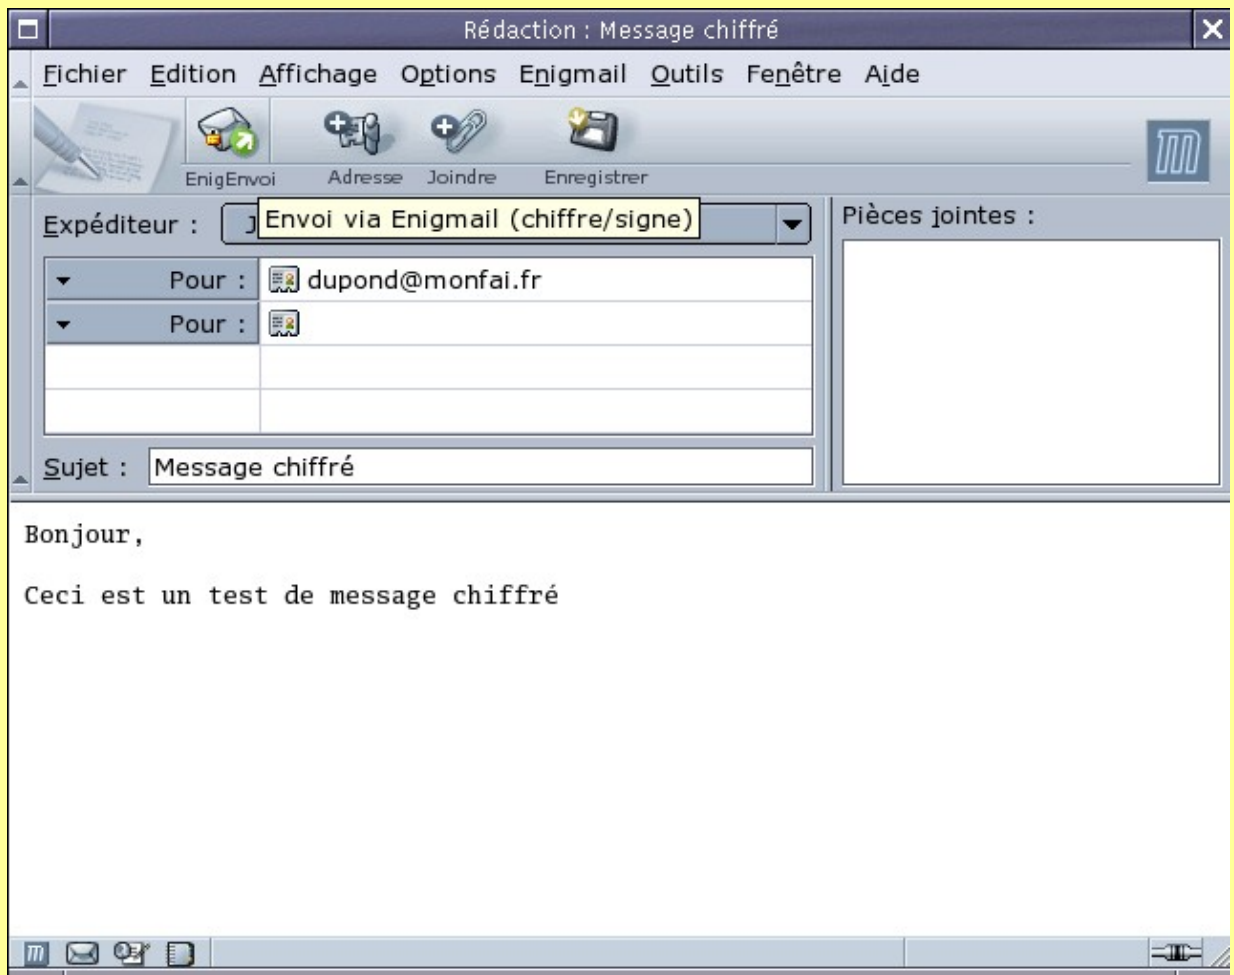 Rédaction : Message chiffré
Fichier Edition Affichage Options Enigmail Outils Fenêtre Aide
EnigEnvoi Adresse Joindre Enregistrer
Envoi via Enigmail (chiffre/signe)
Expéditeur : J
Pièces jointes :
Pour : dupond@monfai.fr
Pour :
Sujet : Message chiffré
Bonjour,
Ceci est un test de message chiffré